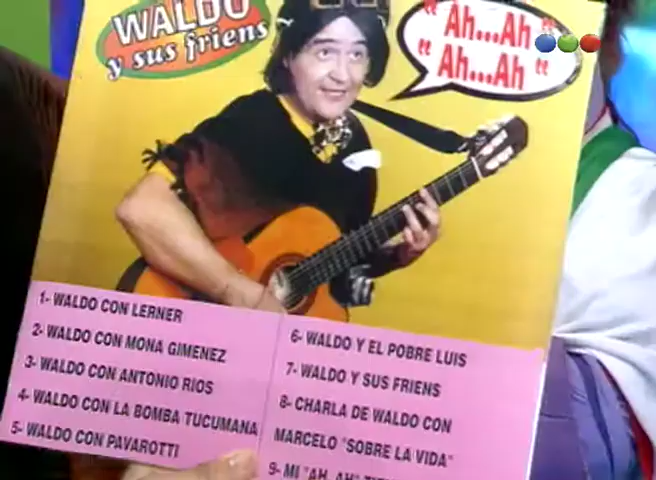 WALDO
y sus friens
" Ah...Ah "
" Ah...Ah "
1- WALDO CON LERNER
2- WALDO CON MONA GIMENEZ
3- WALDO CON ANTONIO RIOS
4- WALDO CON LA BOMBA TUCUMANA
5- WALDO CON PAVAROTTI
6- WALDO Y EL POBRE LUIS
7- WALDO Y SUS FRIENS
8- CHARLA DE WALDO CON
MARCELO "SOBRE LA VIDA"
9- MI "AH, AH"